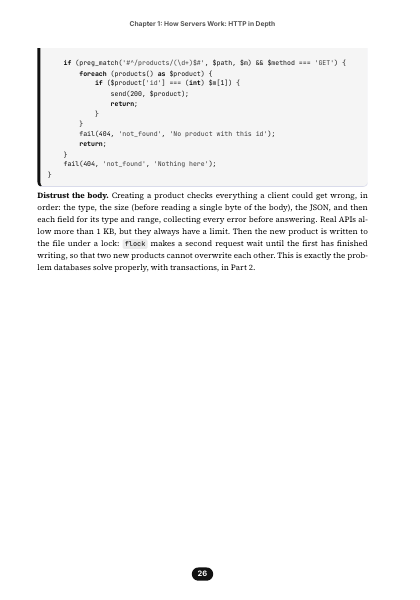 Chapter 1: How Servers Work: HTTP in Depth
if (preg_match('#^/products/(\d+)$#', $path, $m) && $method === 'GET') {
foreach (products() as $product) {
if ($product['id'] === (int) $m[1]) {
send(200, $product);
return;
}
}
fail(404, 'not_found', 'No product with this id');
return;
}
fail(404, 'not_found', 'Nothing here');
}
Distrust the body. Creating a product checks everything a client could get wrong, in
order: the type, the size (before reading a single byte of the body), the JSON, and then
each field for its type and range, collecting every error before answering. Real APIs al-
low more than 1 KB, but they always have a limit. Then the new product is written to
the file under a lock: flock makes a second request wait until the first has finished
writing, so that two new products cannot overwrite each other. This is exactly the prob-
lem databases solve properly, with transactions, in Part 2.
26